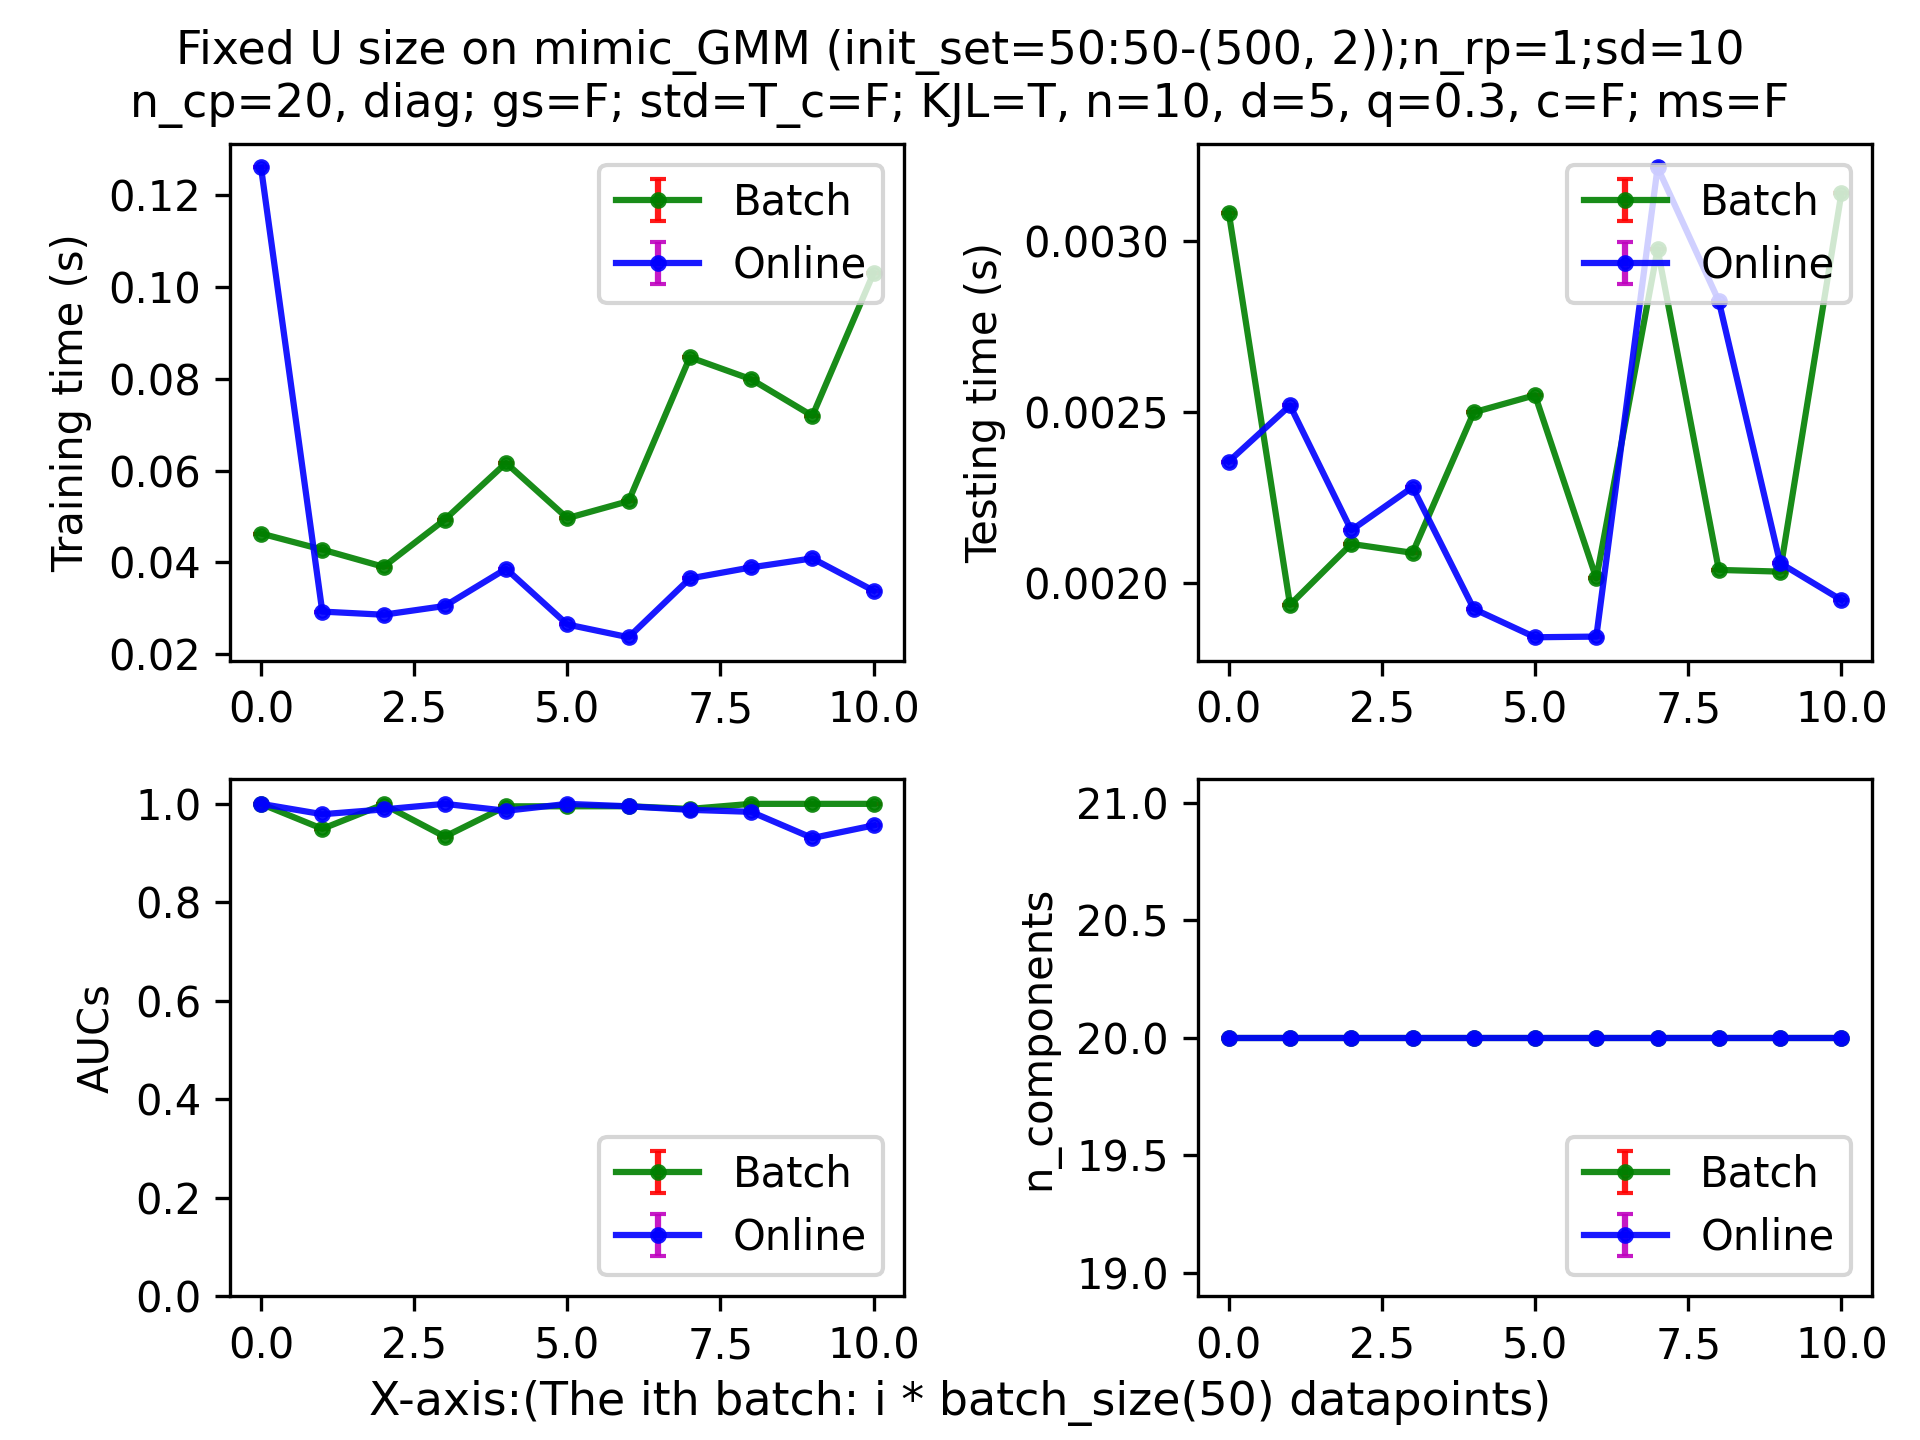 Fixed U size on mimic_GMM (init_set=50:50-(500, 2));n_rp=1;sd=10
n_cp=20, diag; gs=F; std=T_c=F; KJL=T, n=10, d=5, q=0.3, c=F; ms=F
Training time (s)
0.12
0.10
0.08
0.06
0.04
0.02
0.0 2.5 5.0 7.5 10.0
Batch
Online
Testing time (s)
0.0030
0.0025
0.0020
0.0 2.5 5.0 7.5 10.0
Batch
Online
AUCs
1.0
0.8
0.6
0.4
0.2
0.0
0.0 2.5 5.0 7.5 10.0
Batch
Online
n_components
21.0
20.5
20.0
19.5
19.0
0.0 2.5 5.0 7.5 10.0
Batch
Online
X-axis:(The ith batch: i * batch_size(50) datapoints)